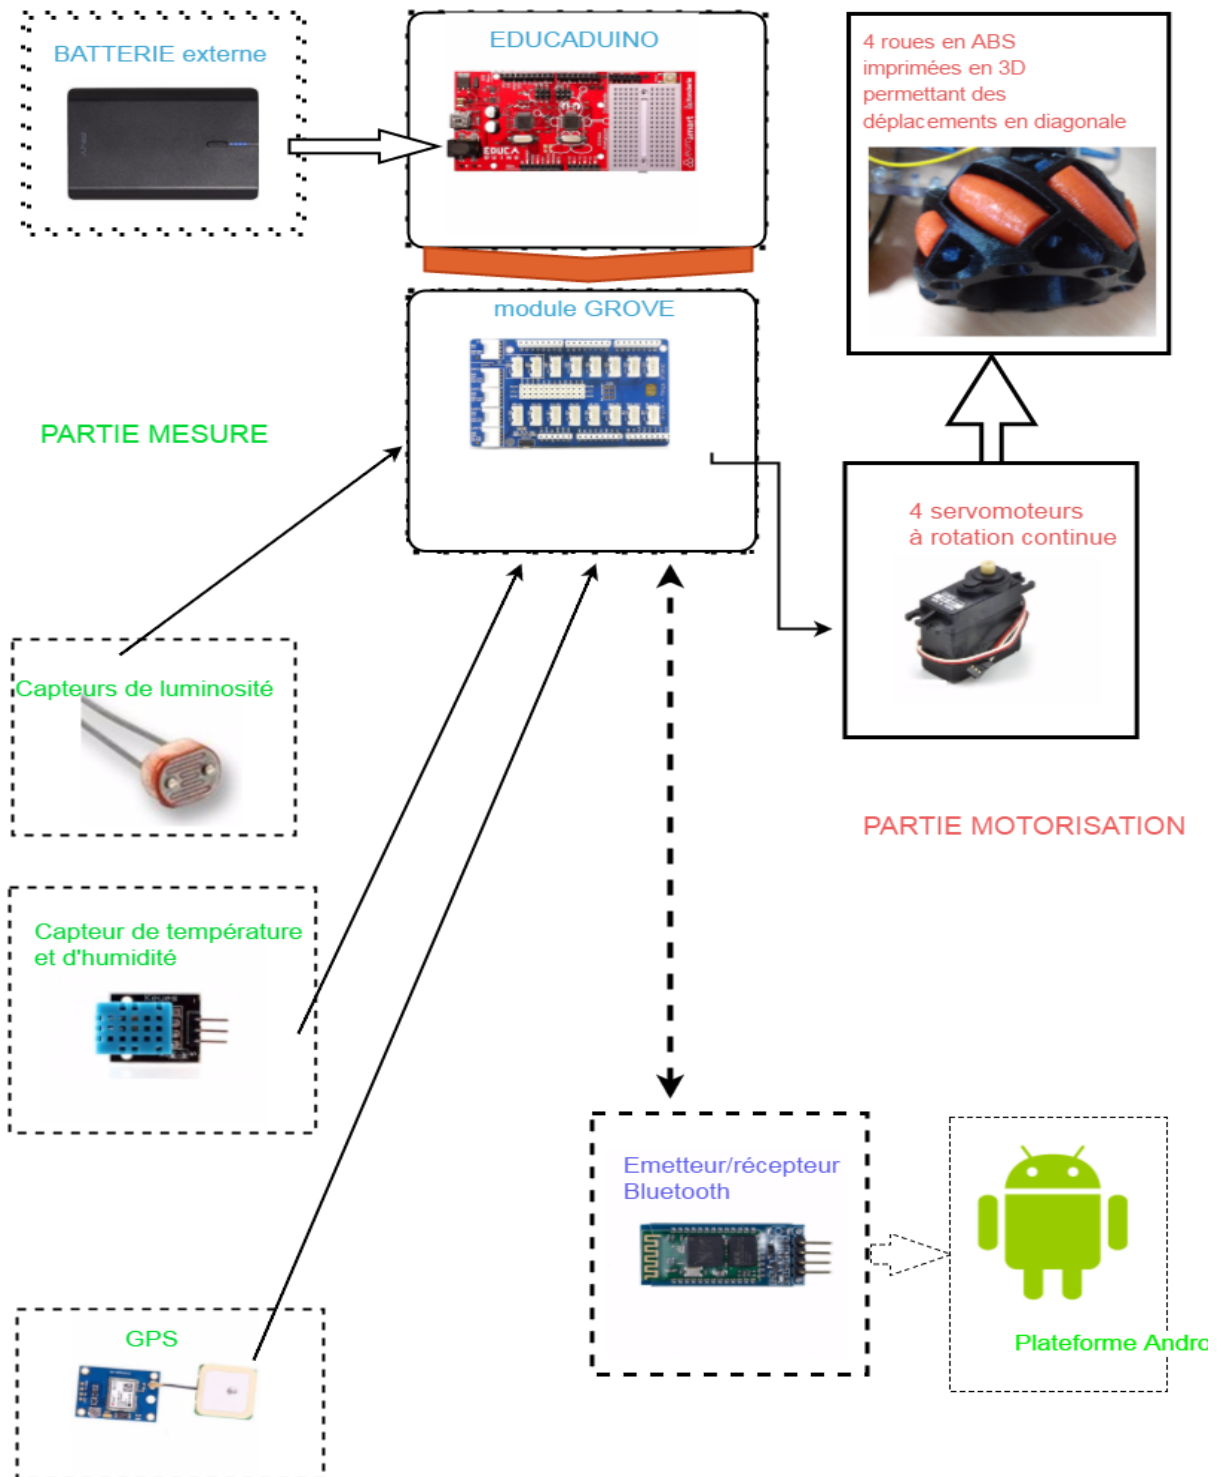 BATTERIE externe
EDUCADUINO
EDUCA
4 roues en ABS
imprimées en 3D
permettant des
déplacements en diagonale
module GROVE
PARTIE MESURE
4 servomoteurs
à rotation continue
Capteurs de luminosité
PARTIE MOTORISATION
Capteur de température
et d'humidité
Emetteur/récepteur
Bluetooth
GPS
Plateforme Andro